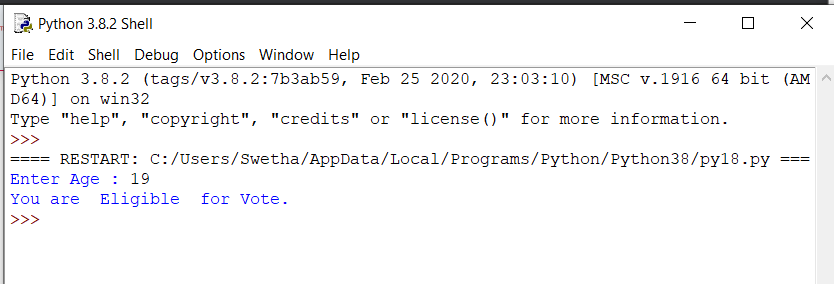 Python 3.8.2 Shell
File Edit Shell Debug Options Window Help
Python 3.8.2 (tags/v3.8.2:7b3ab59, Feb 25 2020, 23:03:10) [MSC v.1916 64 bit (AM
D64)] on win32
Type "help", "copyright", "credits" or "license()" for more information.
>>>
==== RESTART: C:/Users/Swetha/AppData/Local/Programs/Python/Python38/py18.py ===
Enter Age : 19
You are  Eligible  for Vote.
>>>